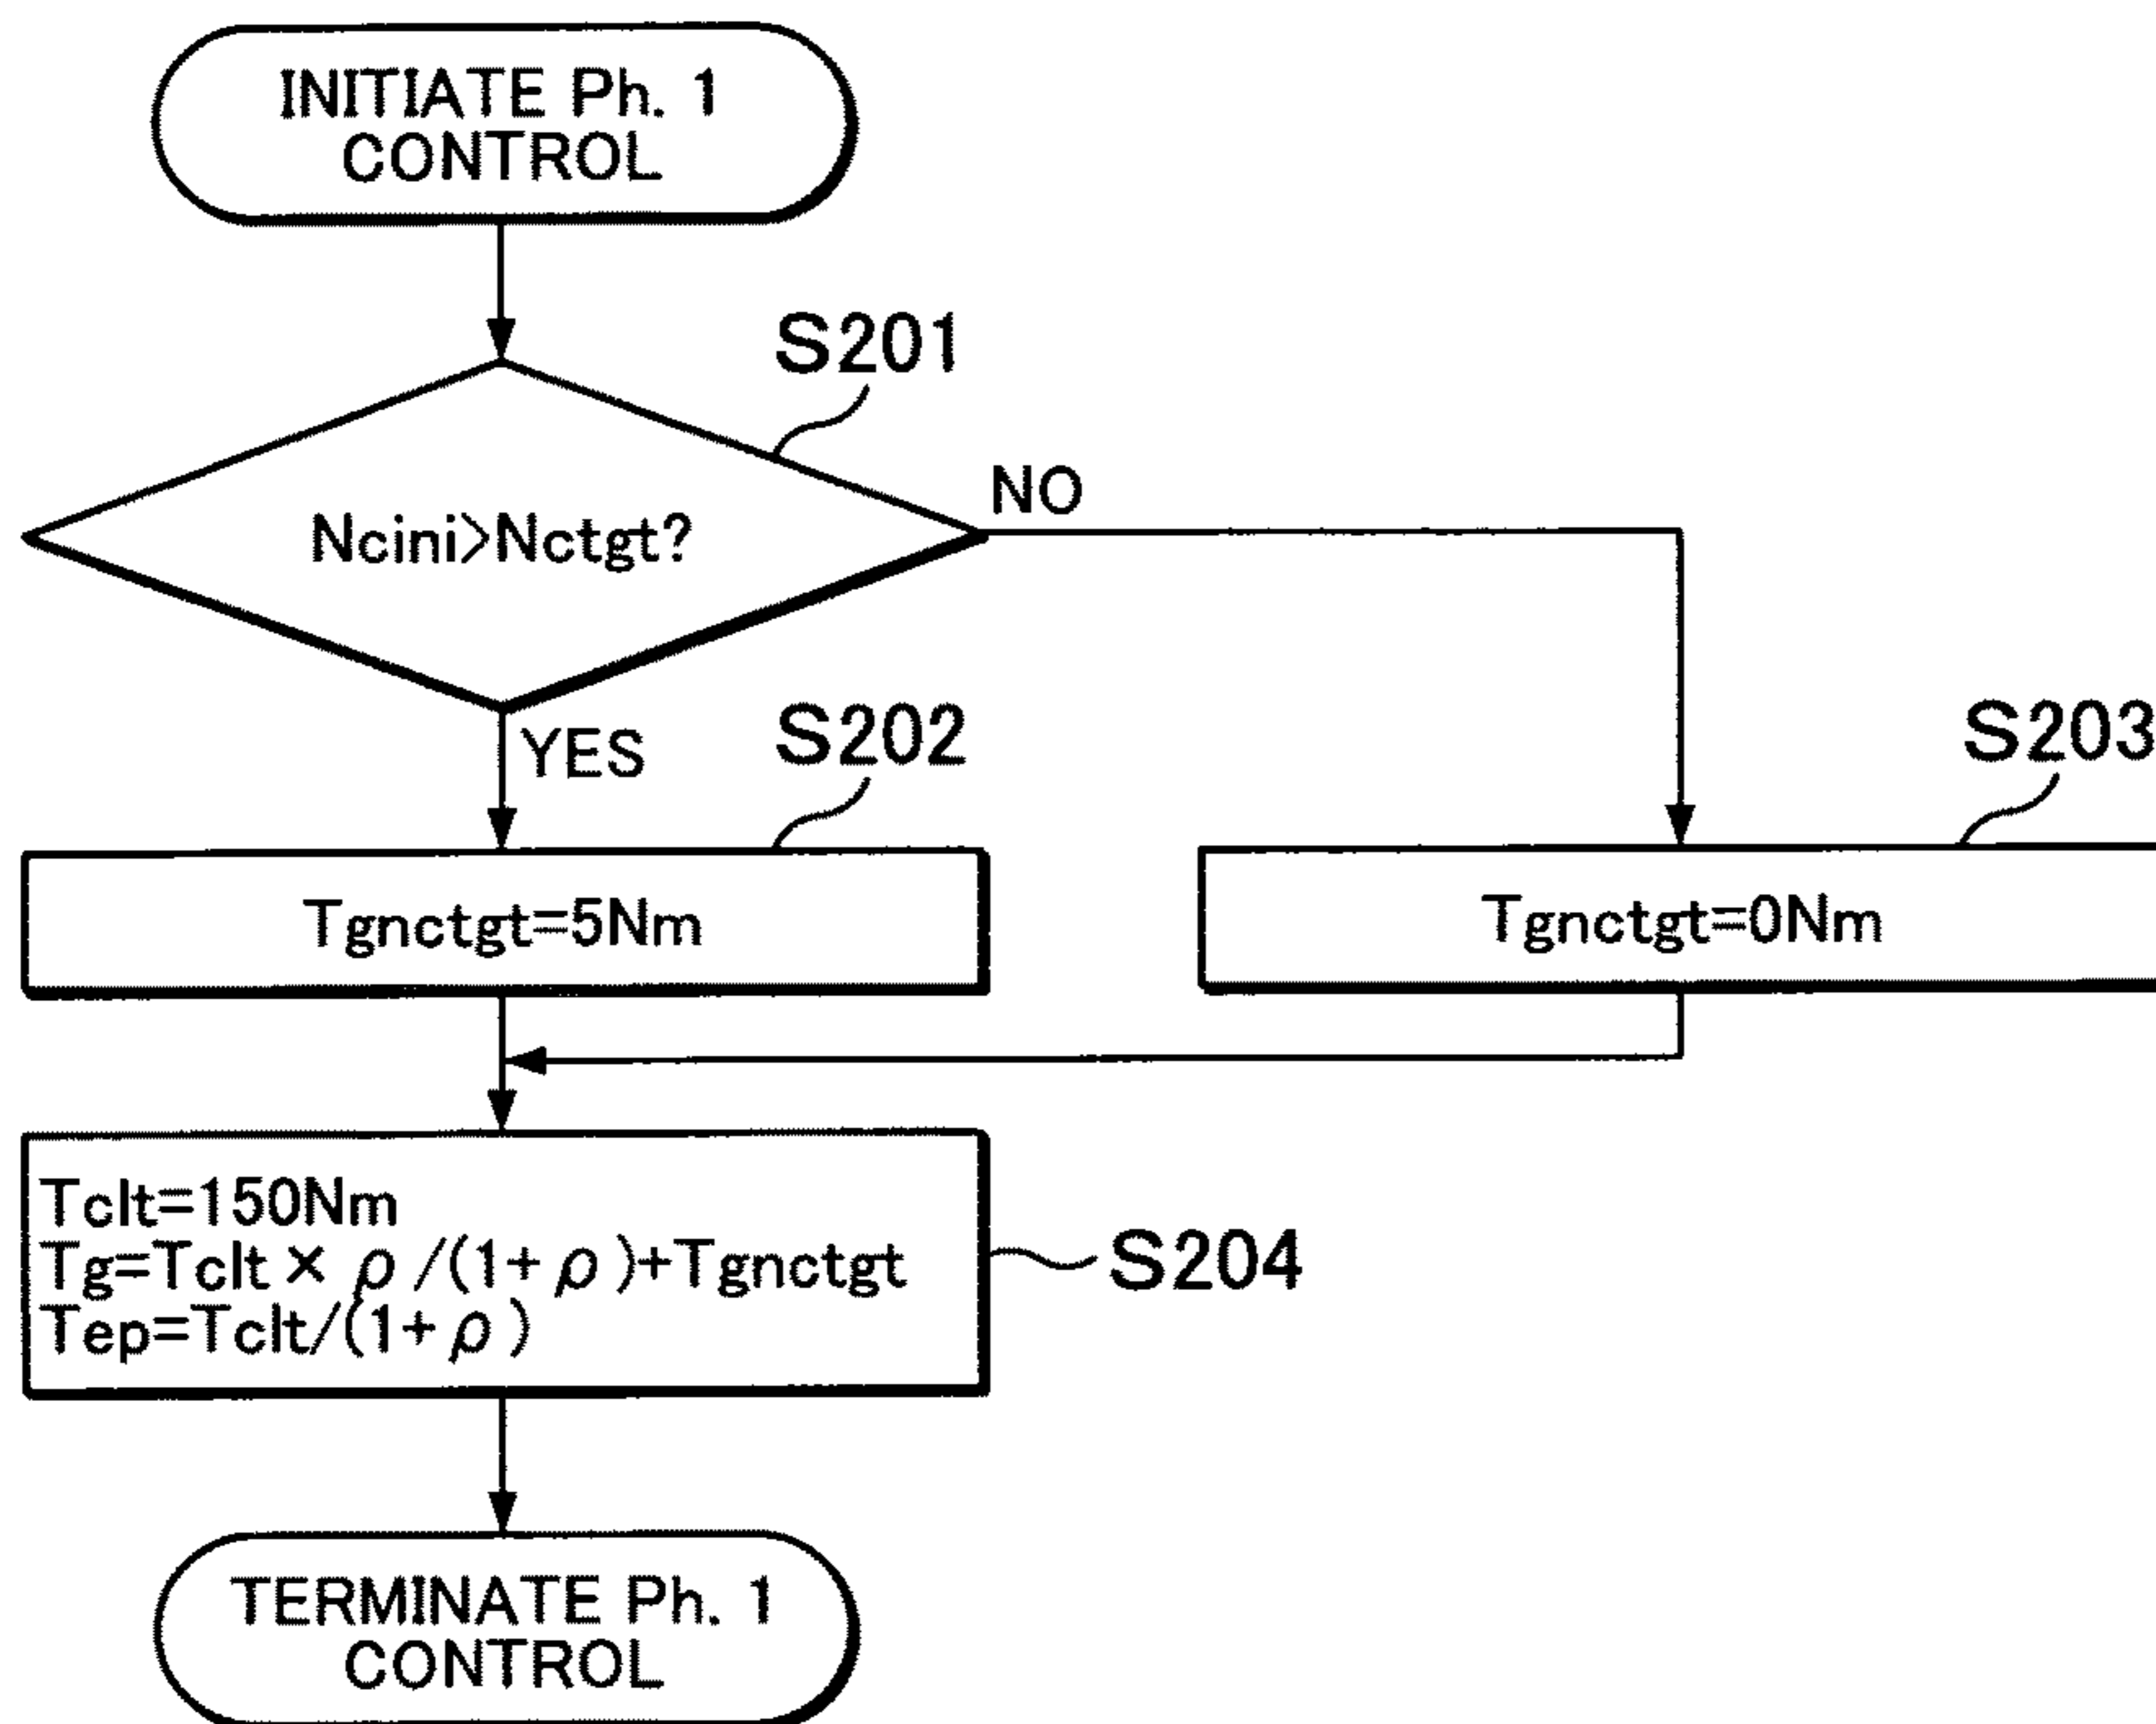 INITIATE Ph. 1
CONTROL
S201
Ncini>Nctgt?
NO
YES
S202
S203
Tgnctgt=5Nm
Tgnctgt=0Nm
Tclt=150Nm
Tg=Tclt×ρ/(1+ρ)+Tgnctgt
Tep=Tclt/(1+ρ)
S204
TERMINATE Ph. 1
CONTROL